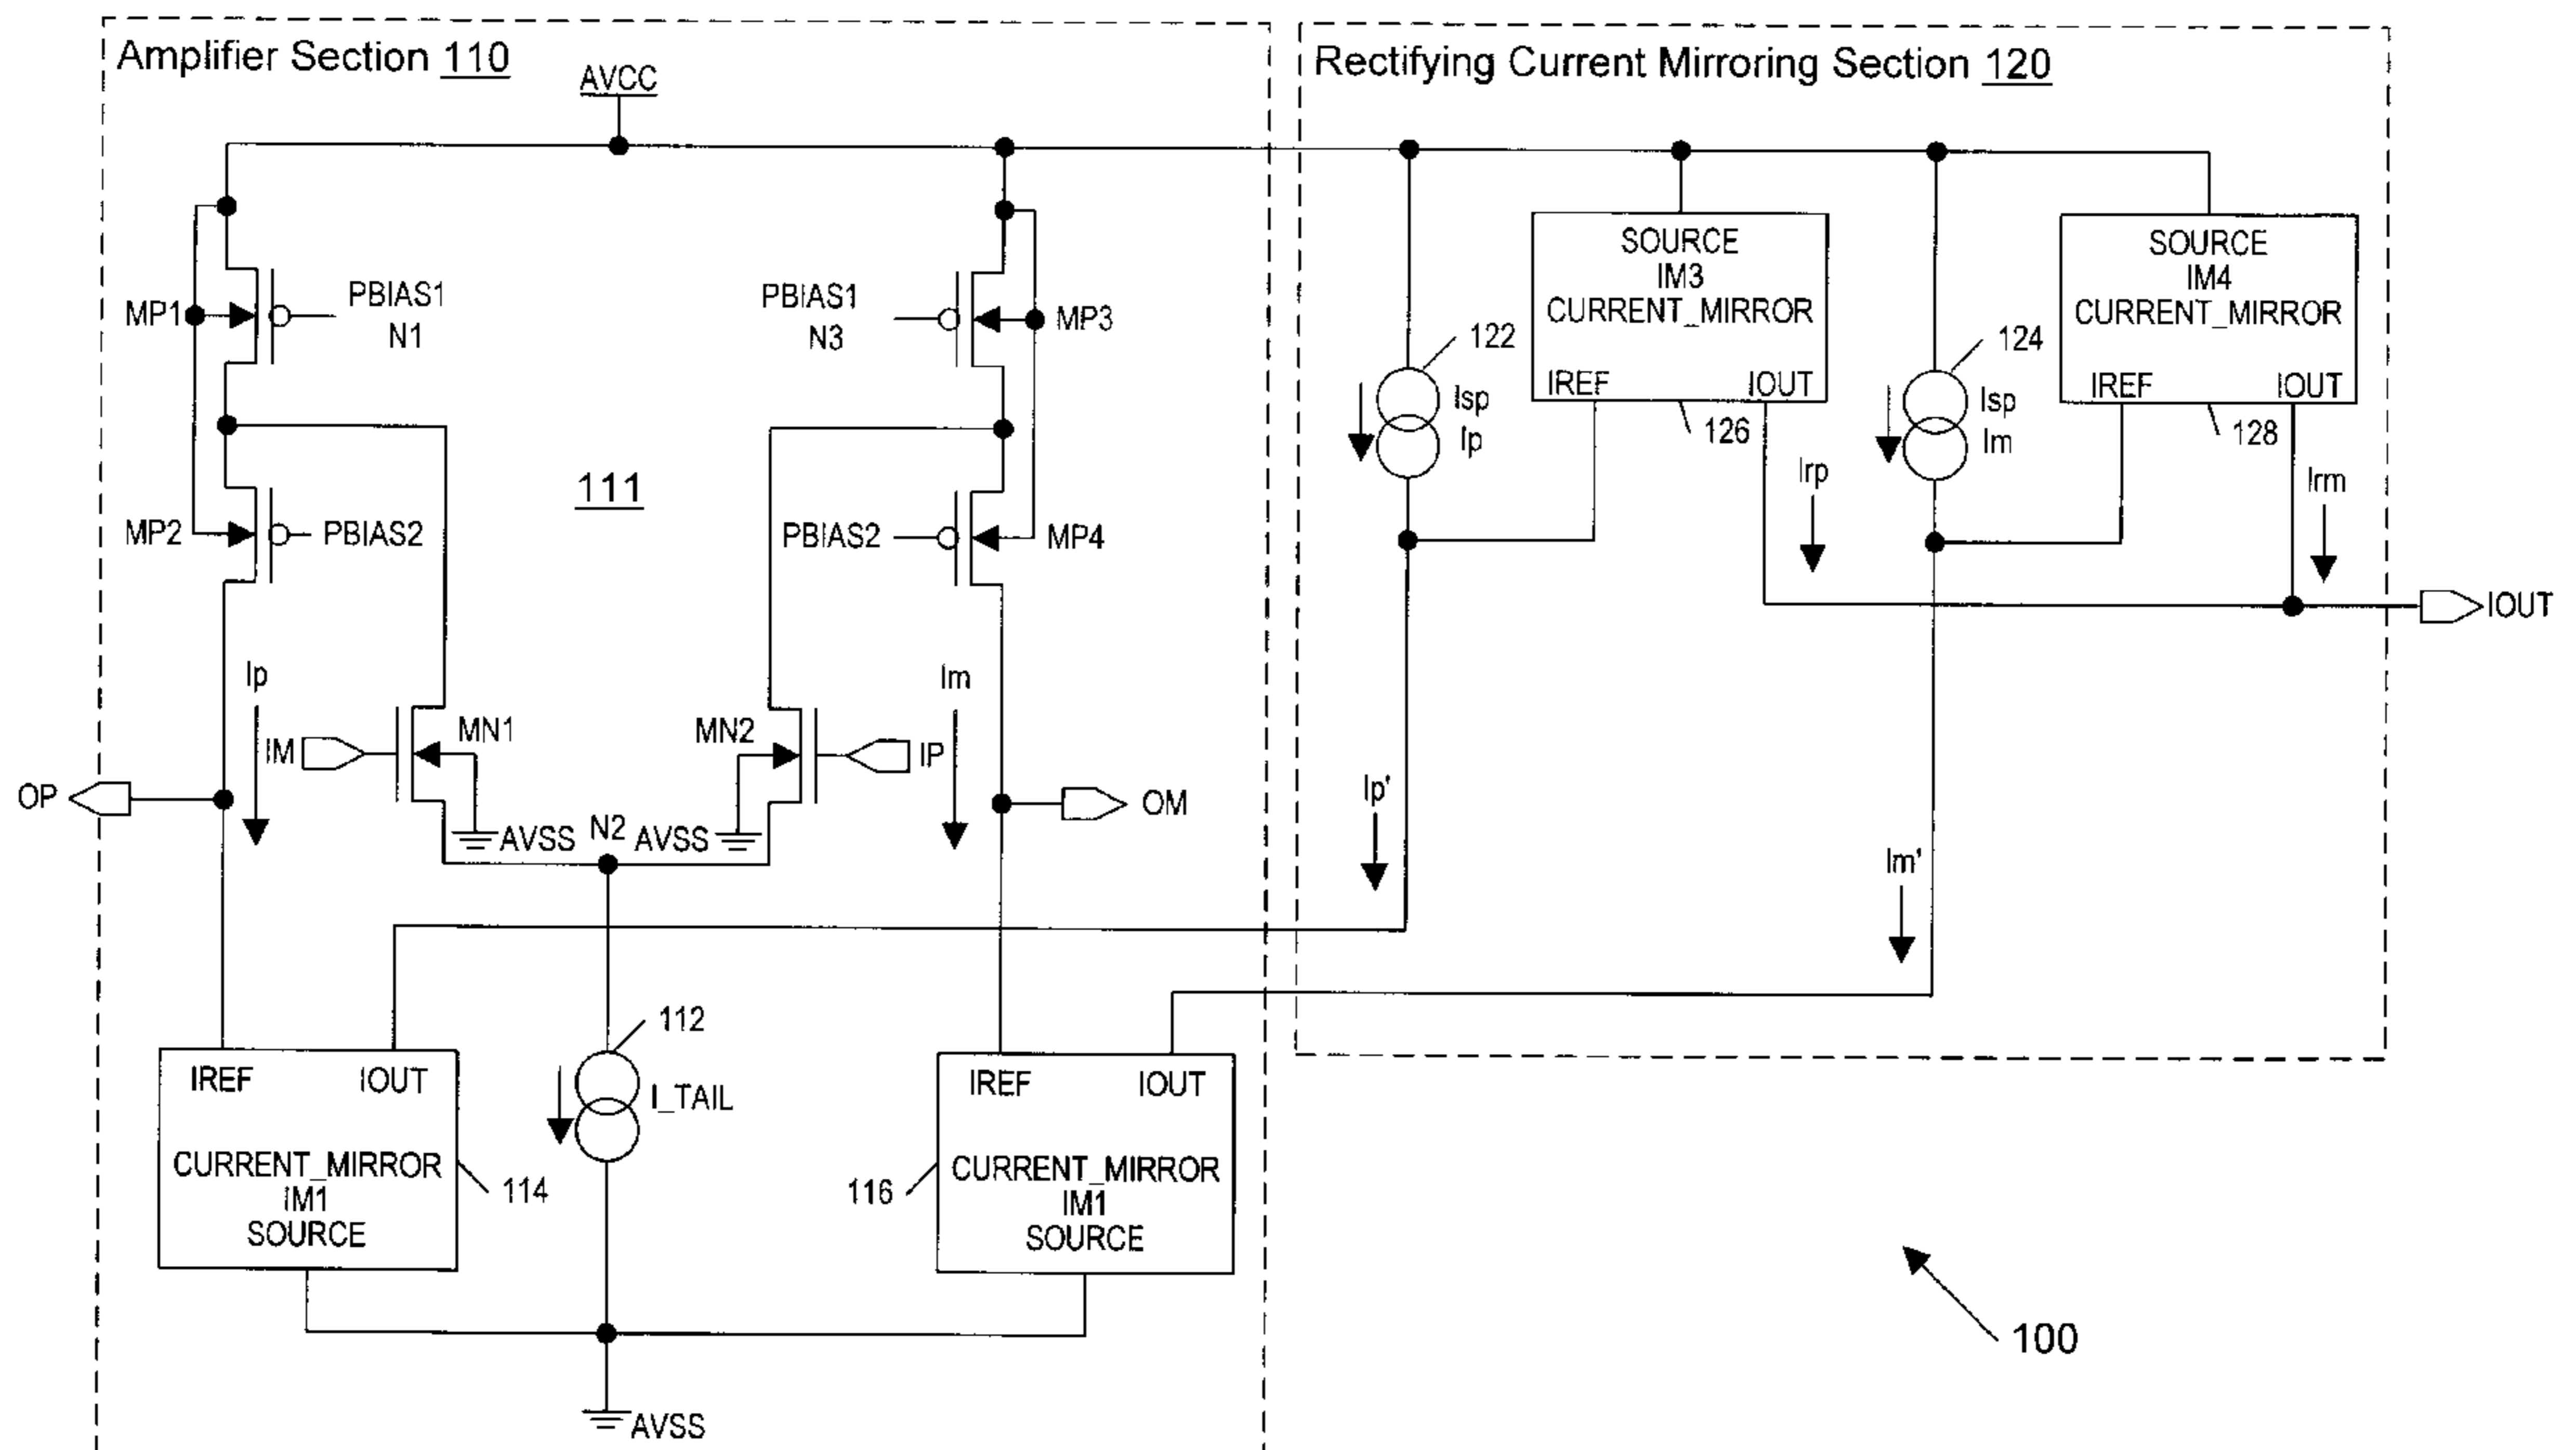 Amplifier Section 110
Rectifying Current Mirroring Section 120
AVCC
MP1
PBIAS1
N1
PBIAS1
N3
MP3
SOURCE
IM3
CURRENT_MIRROR
IREF
IOUT
126
SOURCE
IM4
CURRENT_MIRROR
IREF
IOUT
128
122
Isp
Ip
124
Isp
Im
Irp
Irm
MP2
PBIAS2
111
PBIAS2
MP4
IOUT
Ip
IM
MN1
MN2
IP
Im
OP
OM
AVSS
N2
AVSS
Ip'
Im'
112
I_TAIL
IREF
IOUT
CURRENT_MIRROR
IM1
SOURCE
114
116
IREF
IOUT
CURRENT_MIRROR
IM1
SOURCE
100
AVSS